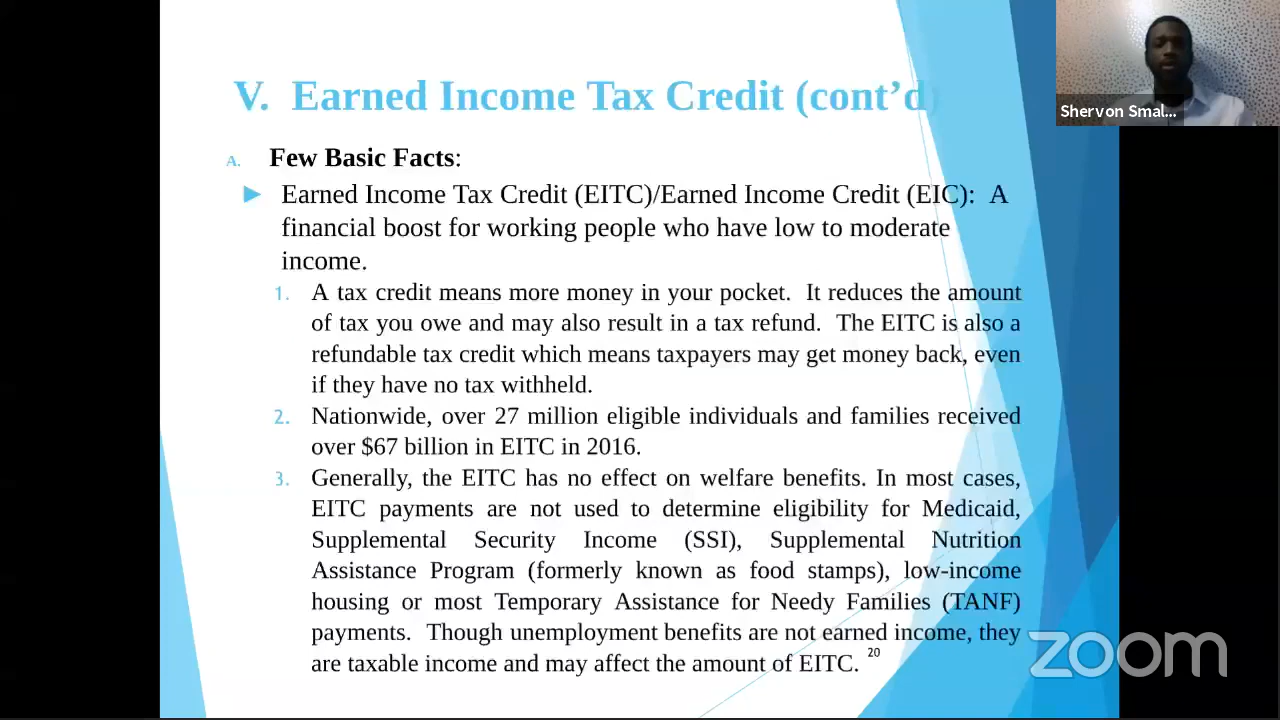 V. Earned Income Tax Credit (cont’d)
A. Few Basic Facts:
Earned Income Tax Credit (EITC)/Earned Income Credit (EIC): A
financial boost for working people who have low to moderate
income.
1. A tax credit means more money in your pocket. It reduces the amount
of tax you owe and may also result in a tax refund. The EITC is also a
refundable tax credit which means taxpayers may get money back, even
if they have no tax withheld.
2. Nationwide, over 27 million eligible individuals and families received
over $67 billion in EITC in 2016.
3. Generally, the EITC has no effect on welfare benefits. In most cases,
EITC payments are not used to determine eligibility for Medicaid,
Supplemental Security Income (SSI), Supplemental Nutrition
Assistance Program (formerly known as food stamps), low-income
housing or most Temporary Assistance for Needy Families (TANF)
payments. Though unemployment benefits are not earned income, they
are taxable income and may affect the amount of EITC.
20
Shervon Smal...
zoom